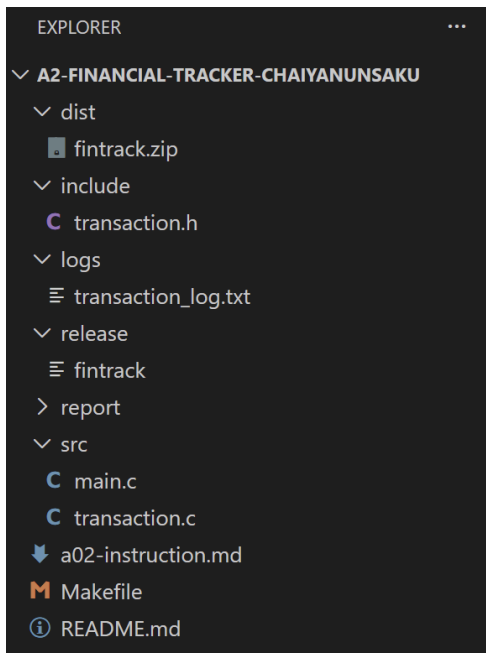 EXPLORER ...
A2-FINANCIAL-TRACKER-CHAIYANUNSAKU
dist
fintrack.zip
include
C transaction.h
logs
transaction_log.txt
release
fintrack
report
src
C main.c
C transaction.c
a02-instruction.md
M Makefile
README.md